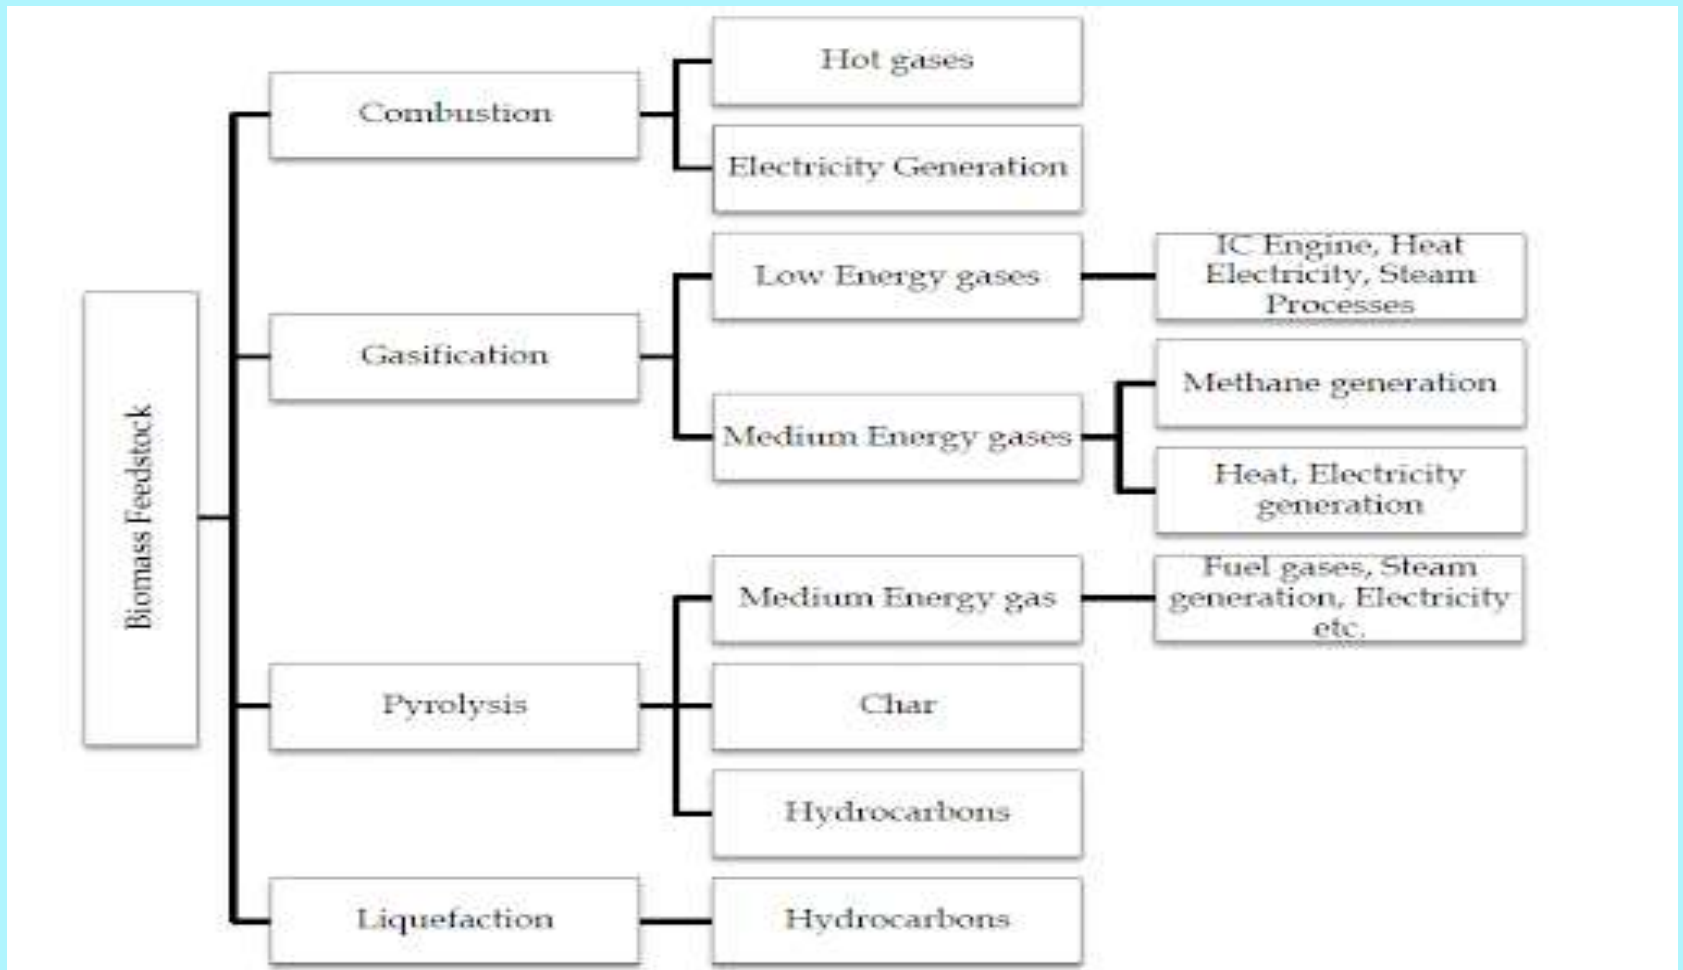 Biomass Feedstock
Combustion
Hot gases
Electricity Generation
Gasification
Low Energy gases
IC Engine, Heat
Electricity, Steam
Processes
Medium Energy gases
Methane generation
Heat, Electricity
generation
Pyrolysis
Medium Energy gas
Fuel gases, Steam
generation, Electricity
etc.
Char
Hydrocarbons
Liquefaction
Hydrocarbons